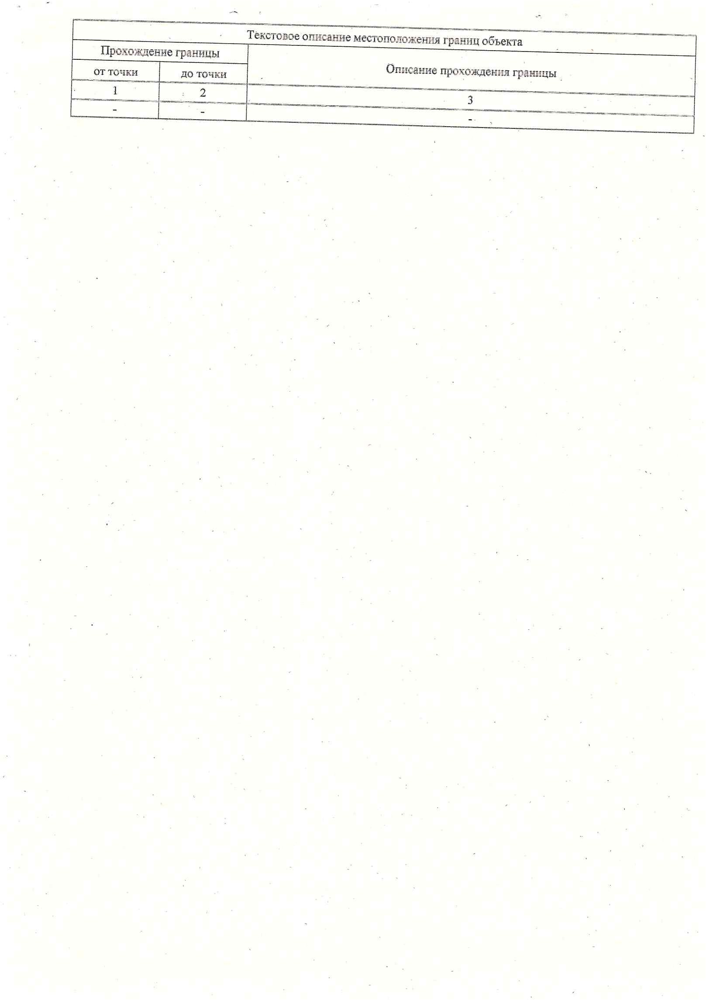 Текстовое описание местоположения границ объекта
Прохождение границы
Описание прохождения границы
от точки
до точки
1
2
3
-
-
-